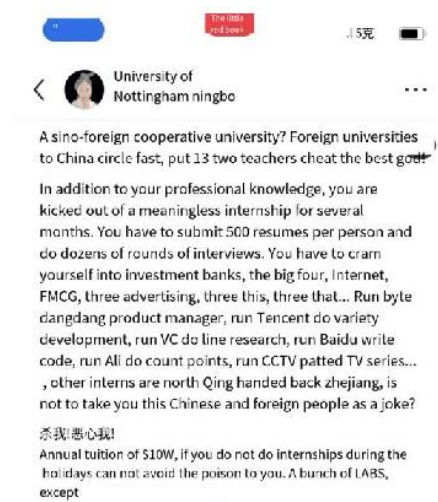 The little
red book
.ıl 5克
University of
Nottingham ningbo
A sino-foreign cooperative university? Foreign universities
to China circle fast, put 13 two teachers cheat the best god!
In addition to your professional knowledge, you are
kicked out of a meaningless internship for several
months. You have to submit 500 resumes per person and
do dozens of rounds of interviews. You have to cram
yourself into investment banks, the big four, Internet,
FMCG, three advertising, three this, three that... Run byte
dangdang product manager, run Tencent do variety
development, run VC do line research, run Baidu write
code, run Ali do count points, run CCTV patted TV series...
, other interns are north Qing handed back zhejiang, is
not to take you this Chinese and foreign people as a joke?
杀我!恶心我!
Annual tuition of $10W, if you do not do internships during the
holidays can not avoid the poison to you. A bunch of LABS,
except